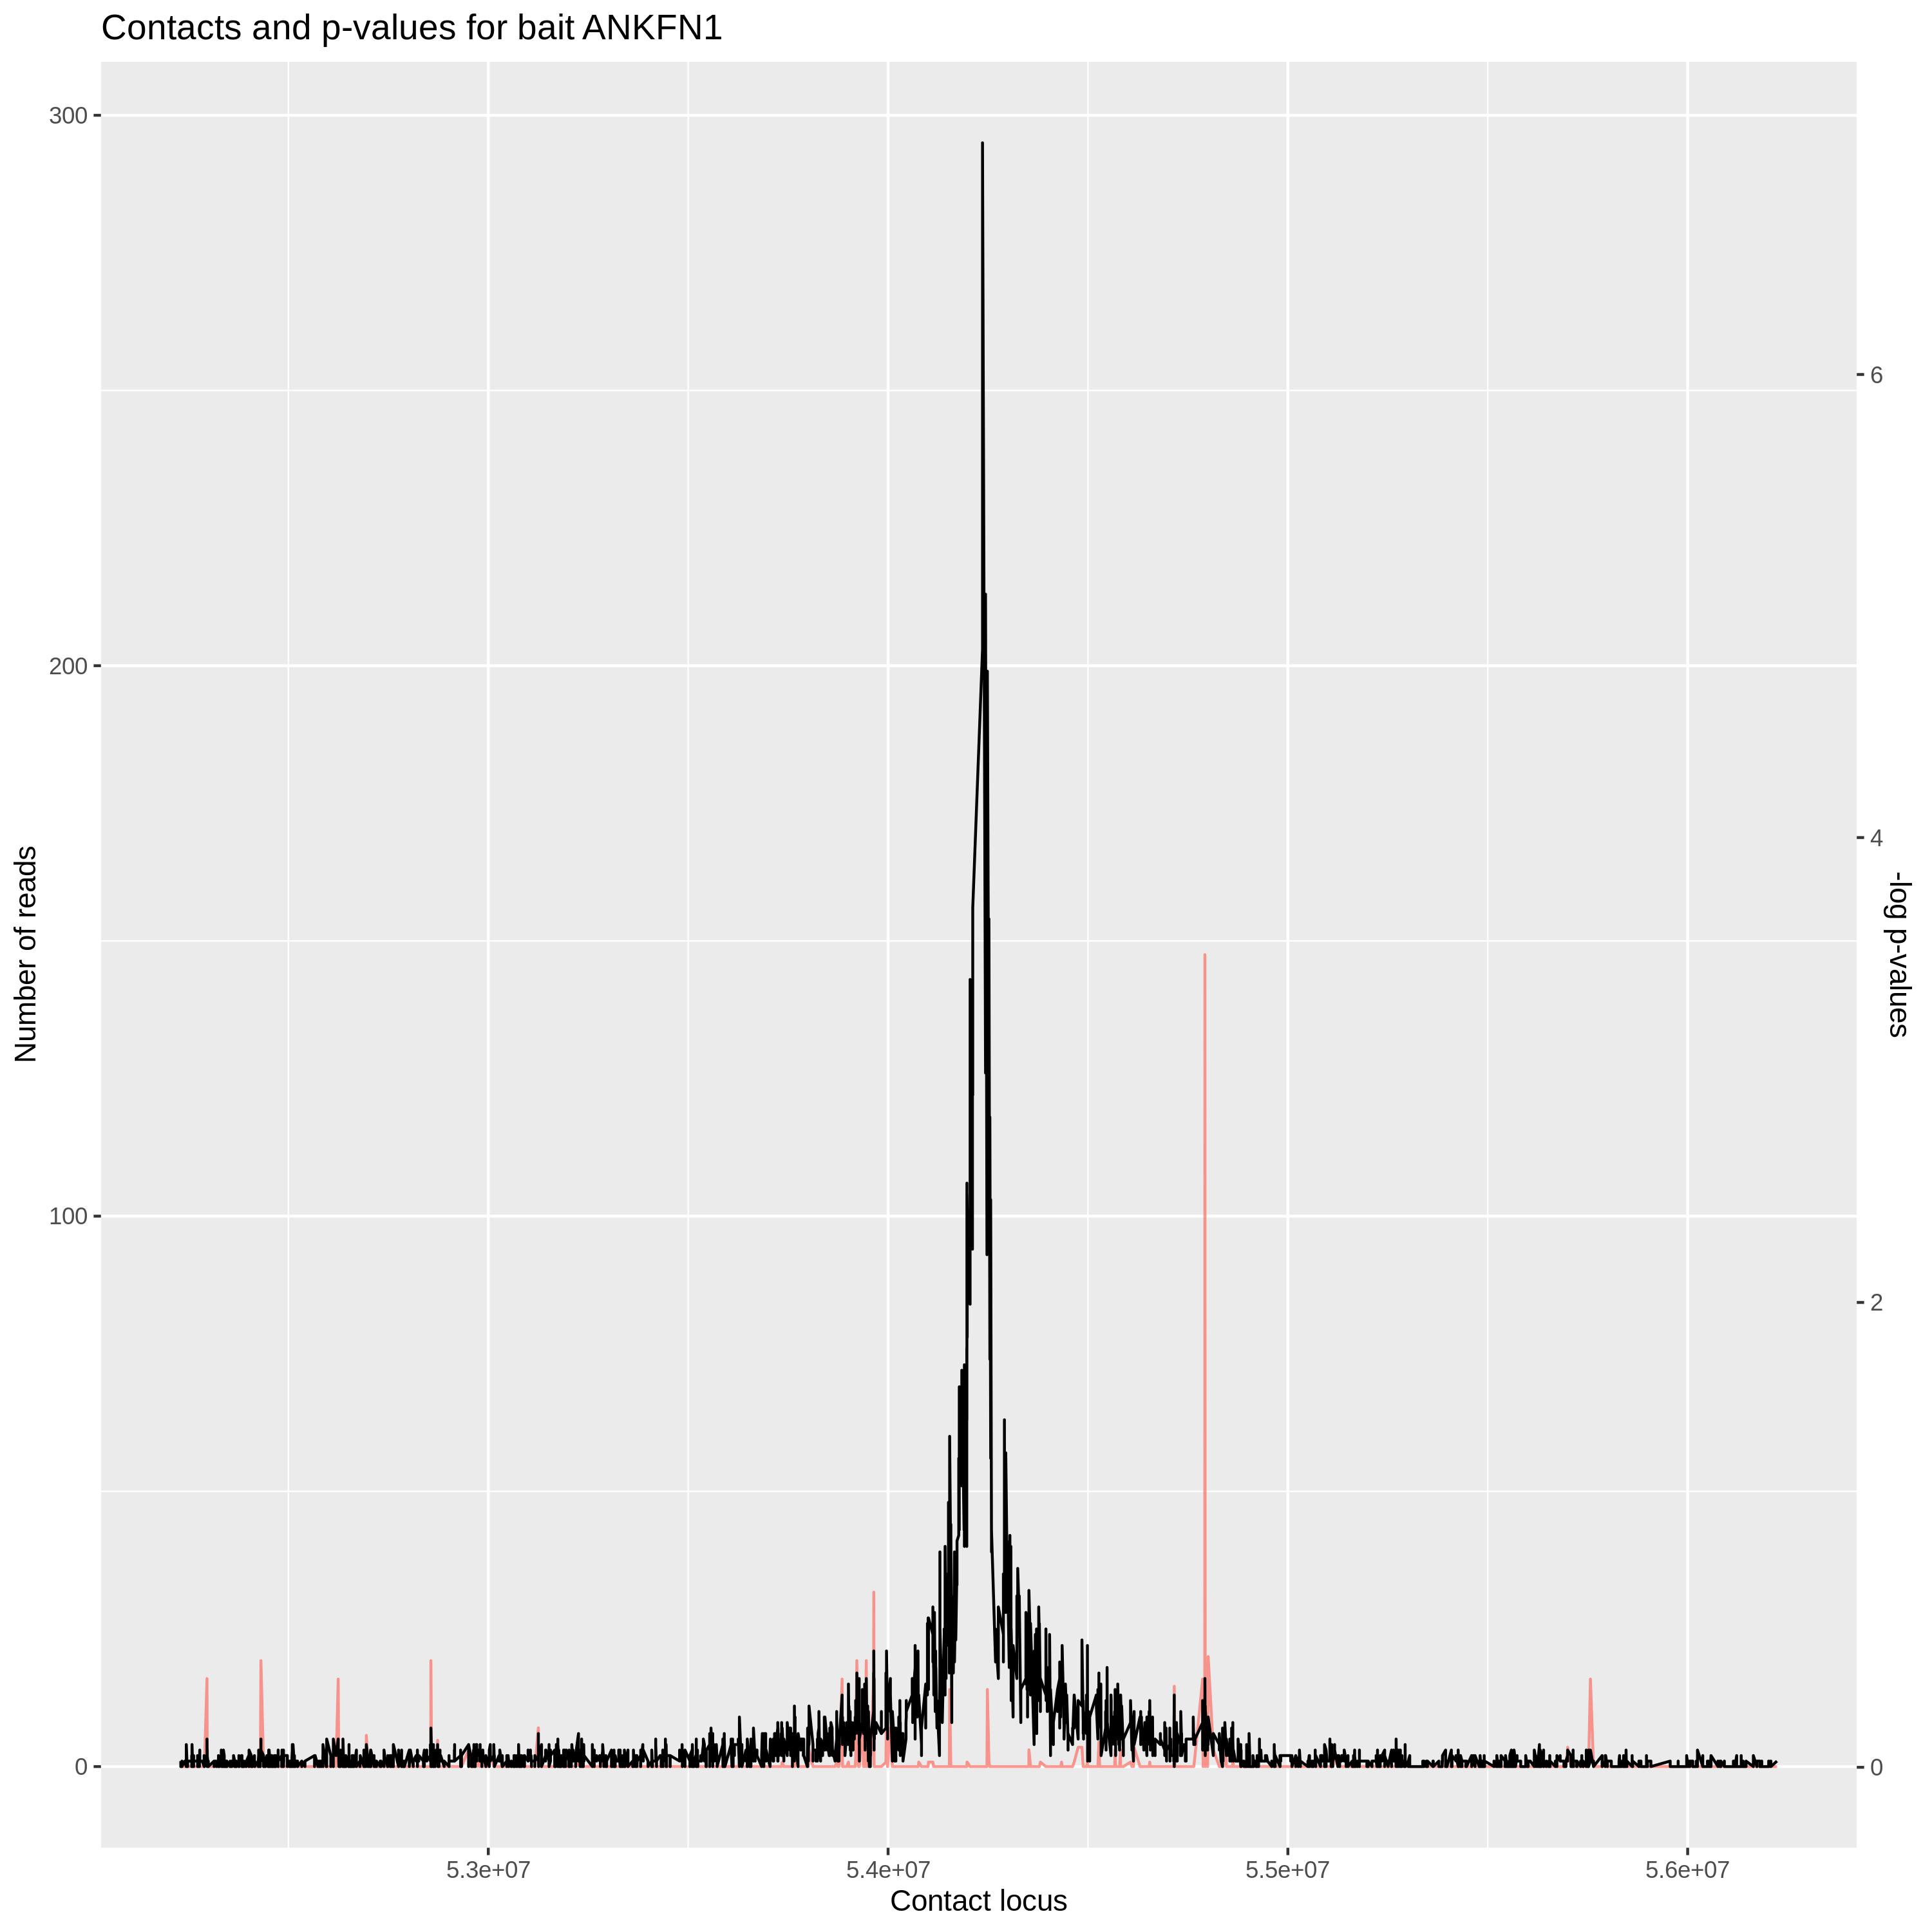 Contacts and p-values for bait ANKFN1
300
200
100
0
Number of reads
6
4
2
0
-log p-values
5.3e+07
5.4e+07
5.5e+07
5.6e+07
Contact locus